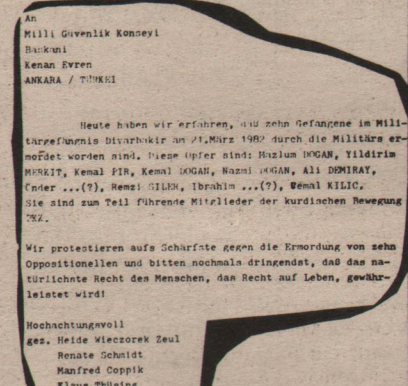 An
Milli Güvenlik Konseyi
Baskani
Kenan Evren
ANKARA / TÜRKEI
Heute haben wir erfahren, daß zehn Gefangene im Mili-
tärgefängnis Diyarbakir am 21.März 1982 durch die Militärs er-
mordet worden sind. Diese Opfer sind: Mazlum DOGAN, Yildirim
MERKIT, Kemal PIR, Kemal DOGAN, Nazmi DOGAN, Ali DEMIRAY,
Önder ...(?), Remzi SILEK, Ibrahim ...(?), Cemal KILIC.
Sie sind zum Teil führende Mitglieder der kurdischen Bewegung
Wir protestieren aufs Schärfste gegen die Ermordung von zehn
Oppositionellen und bitten nochmals dringendst, daß das na-
türlichste Recht des Menschen, das Recht auf Leben, gewähr-
leistet wird!
Hochachtungsvoll
gez. Heide Wieczorek Zeul
Renate Schmidt
Manfred Coppik
Klaus Thüsing